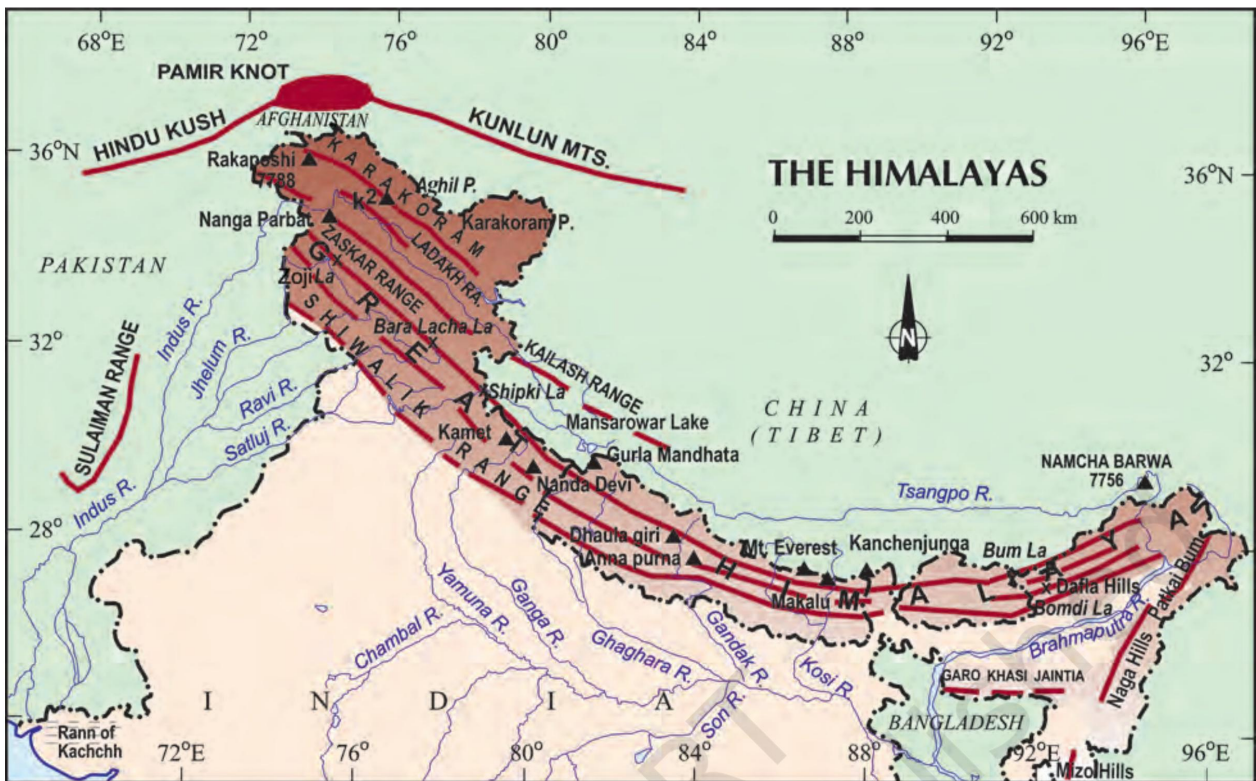 68°E
72°
76°
80°
84°
88°
92°
96°E
PAMIR KNOT
AFGHANISTAN
HINDU KUSH
KUNLUN MTS.
36°N
36°N
THE HIMALAYAS
0 200 400 600 km
N
Rakaposhi
7788
KARAKORAM
Aghil P.
k2
Karakoram P.
Nanga Parbat
LADAKH RA.
ZASKAR RANGE
PAKISTAN
Zoji La
GREAT HIMALAYA
SHIWALIK RANGE
Bara Lacha La
32°
32°
Indus R.
Jhelum R.
Ravi R.
Satluj R.
SULAIMAN RANGE
KAILASH RANGE
Shipki La
Mansarowar Lake
CHINA
(TIBET)
Kamet
Gurla Mandhata
Nanda Devi
NAMCHA BARWA
7756
Tsangpo R.
Indus R.
28°
28°
Dhaula giri
Anna purna
Mt. Everest
Kanchenjunga
Makalu
Bum La
x Dafla Hills
Bomdi La
Patkai Bum
Brahmaputra R.
Naga Hills
Yamuna R.
Ganga R.
Chambal R.
Ghaghara R.
Gandak R.
Kosi R.
Son R.
GARO KHASI JAINTIA
INDIA
BANGLADESH
Rann of
Kachchh
72°E
76°
80°
84°
88°E
92°E
96°E
Mizol Hills